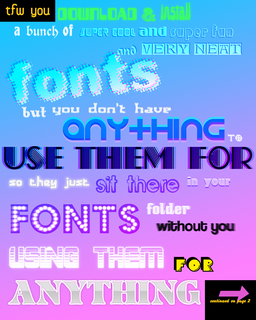 tfw you DOWNLOAD & install
a bunch of SUPER COOL and super fun
and VERY NEAT
fonts
but you don't have
ANYTHING TO
USE THEM FOR
so they just sit there in your
FONTS folder
without you
USING THEM FOR
ANYTHING
continued on page 2